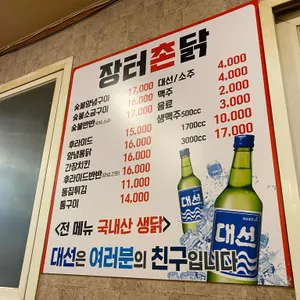 장터촌닭
숯불양념구이 17,000
숯불소금구이 16,000
숯불반반 17,000
후라이드 15,000
양념통닭 16,000
간장치킨 16,000
후라이드반반 16,000
똥집튀김 11,000
통구이 14,000
대선/소주 4,000
맥주 4,000
음료 2,000
생맥주500cc 3,000
1700cc 10,000
3000cc 17,000
<전 메뉴 국내산 생닭>
대선은 여러분의 친구입니다
대선
대선